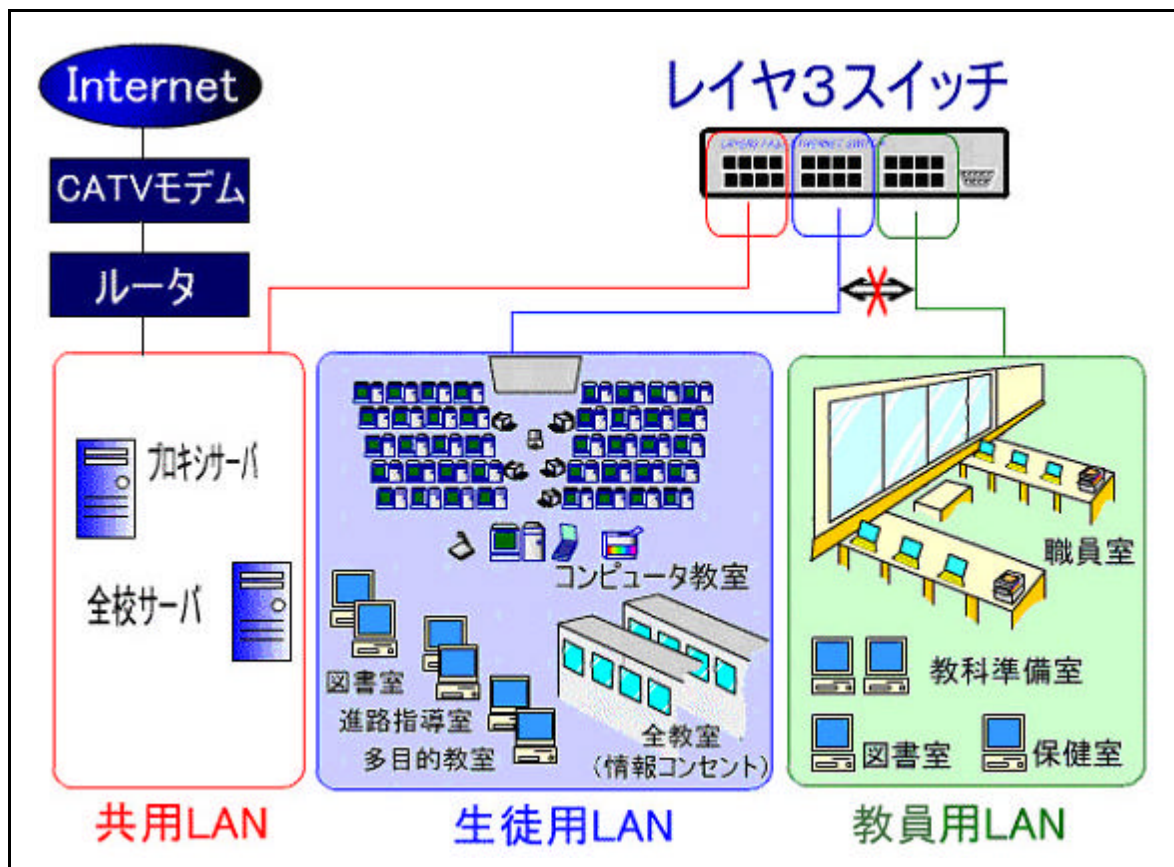 Internet
CATVモデム
ルータ
レイヤ3スイッチ
プロキシサーバ
全校サーバ
コンピュータ教室
図書室
進路指導室
多目的教室
全教室
(情報コンセント)
職員室
教科準備室
図書室
保健室
共用LAN
生徒用LAN
教員用LAN